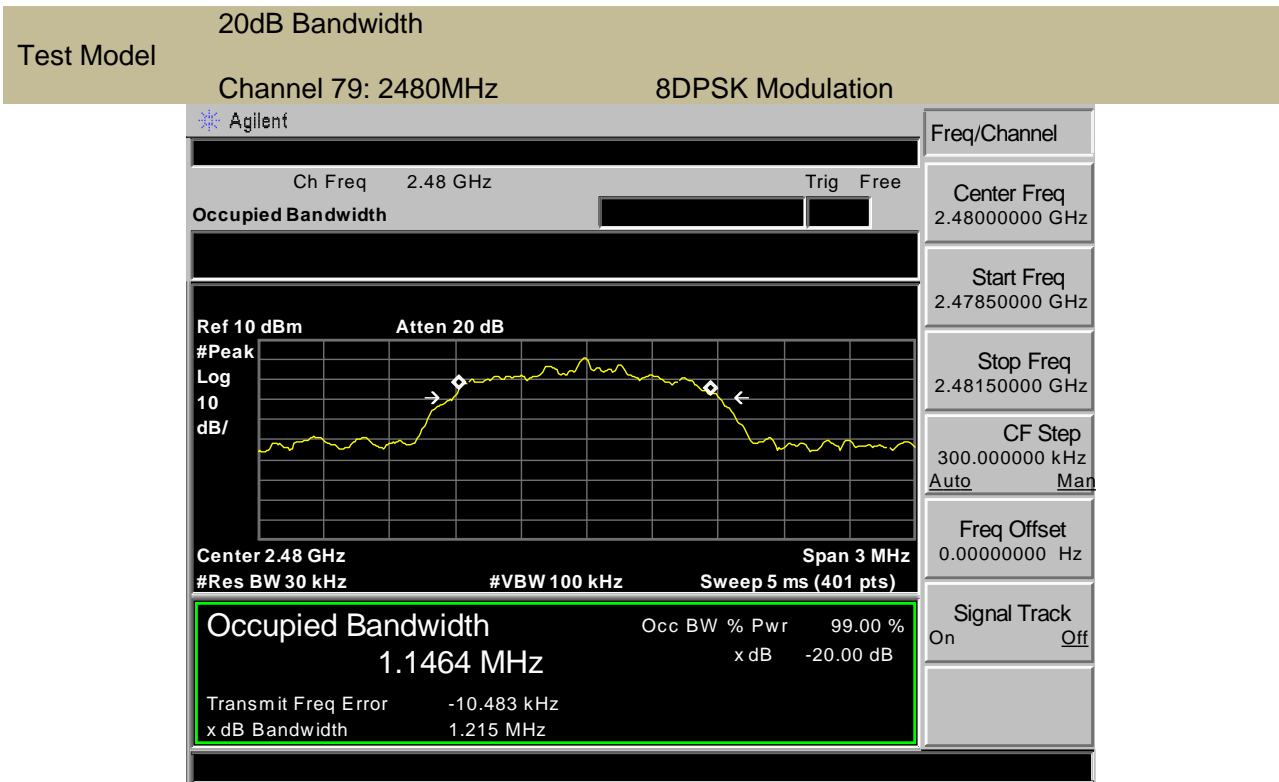 20dB Bandwidth
Test Model
Channel 79: 2480MHz 8DPSK Modulation
Agilent
Freq/Channel
Ch Freq 2.48 GHz Trig Free
Occupied Bandwidth
Center Freq
2.48000000 GHz
Start Freq
2.47850000 GHz
Ref 10 dBm Atten 20 dB
#Peak
Log
10
dB/
Stop Freq
2.48150000 GHz
CF Step
300.000000 kHz
Auto Man
Freq Offset
0.00000000 Hz
Center 2.48 GHz Span 3 MHz
#Res BW 30 kHz #VBW 100 kHz Sweep 5 ms (401 pts)
Signal Track
On Off
Occupied Bandwidth
1.1464 MHz
Occ BW % Pwr 99.00 %
x dB -20.00 dB
Transmit Freq Error -10.483 kHz
x dB Bandwidth 1.215 MHz